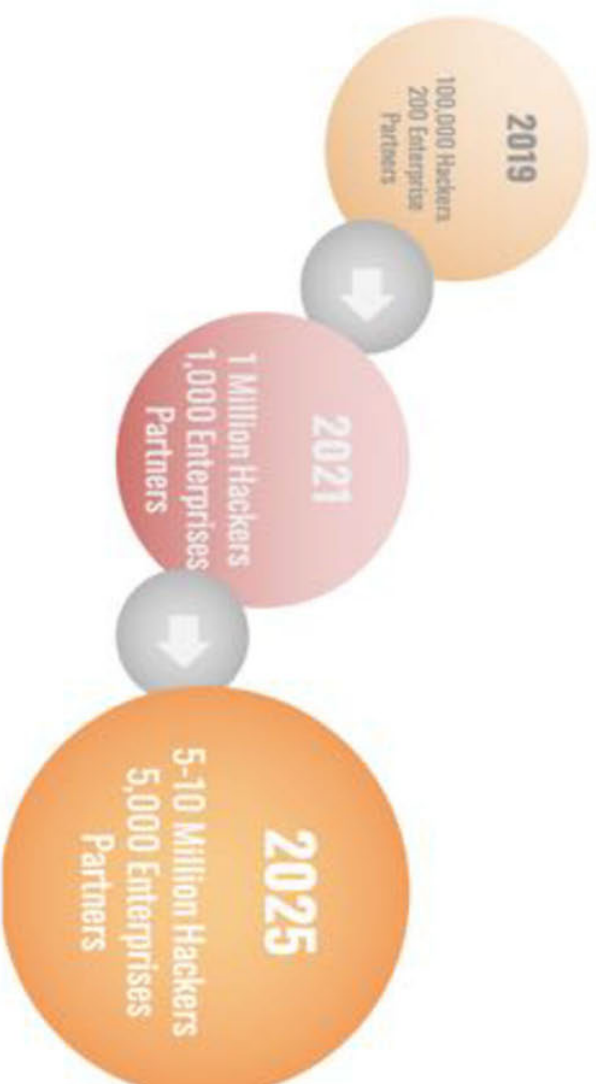 2019
100,000 Hackers
200 Enterprise
Partners
2021
1 Million Hackers
1,000 Enterprises
Partners
2025
5-10 Million Hackers
5,000 Enterprises
Partners